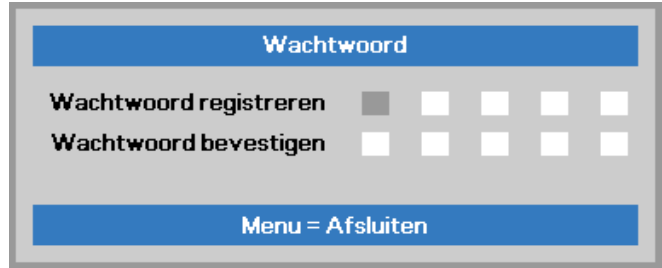 Wachtwoord
Wachtwoord registreren
Wachtwoord bevestigen
Menu = Afsluiten